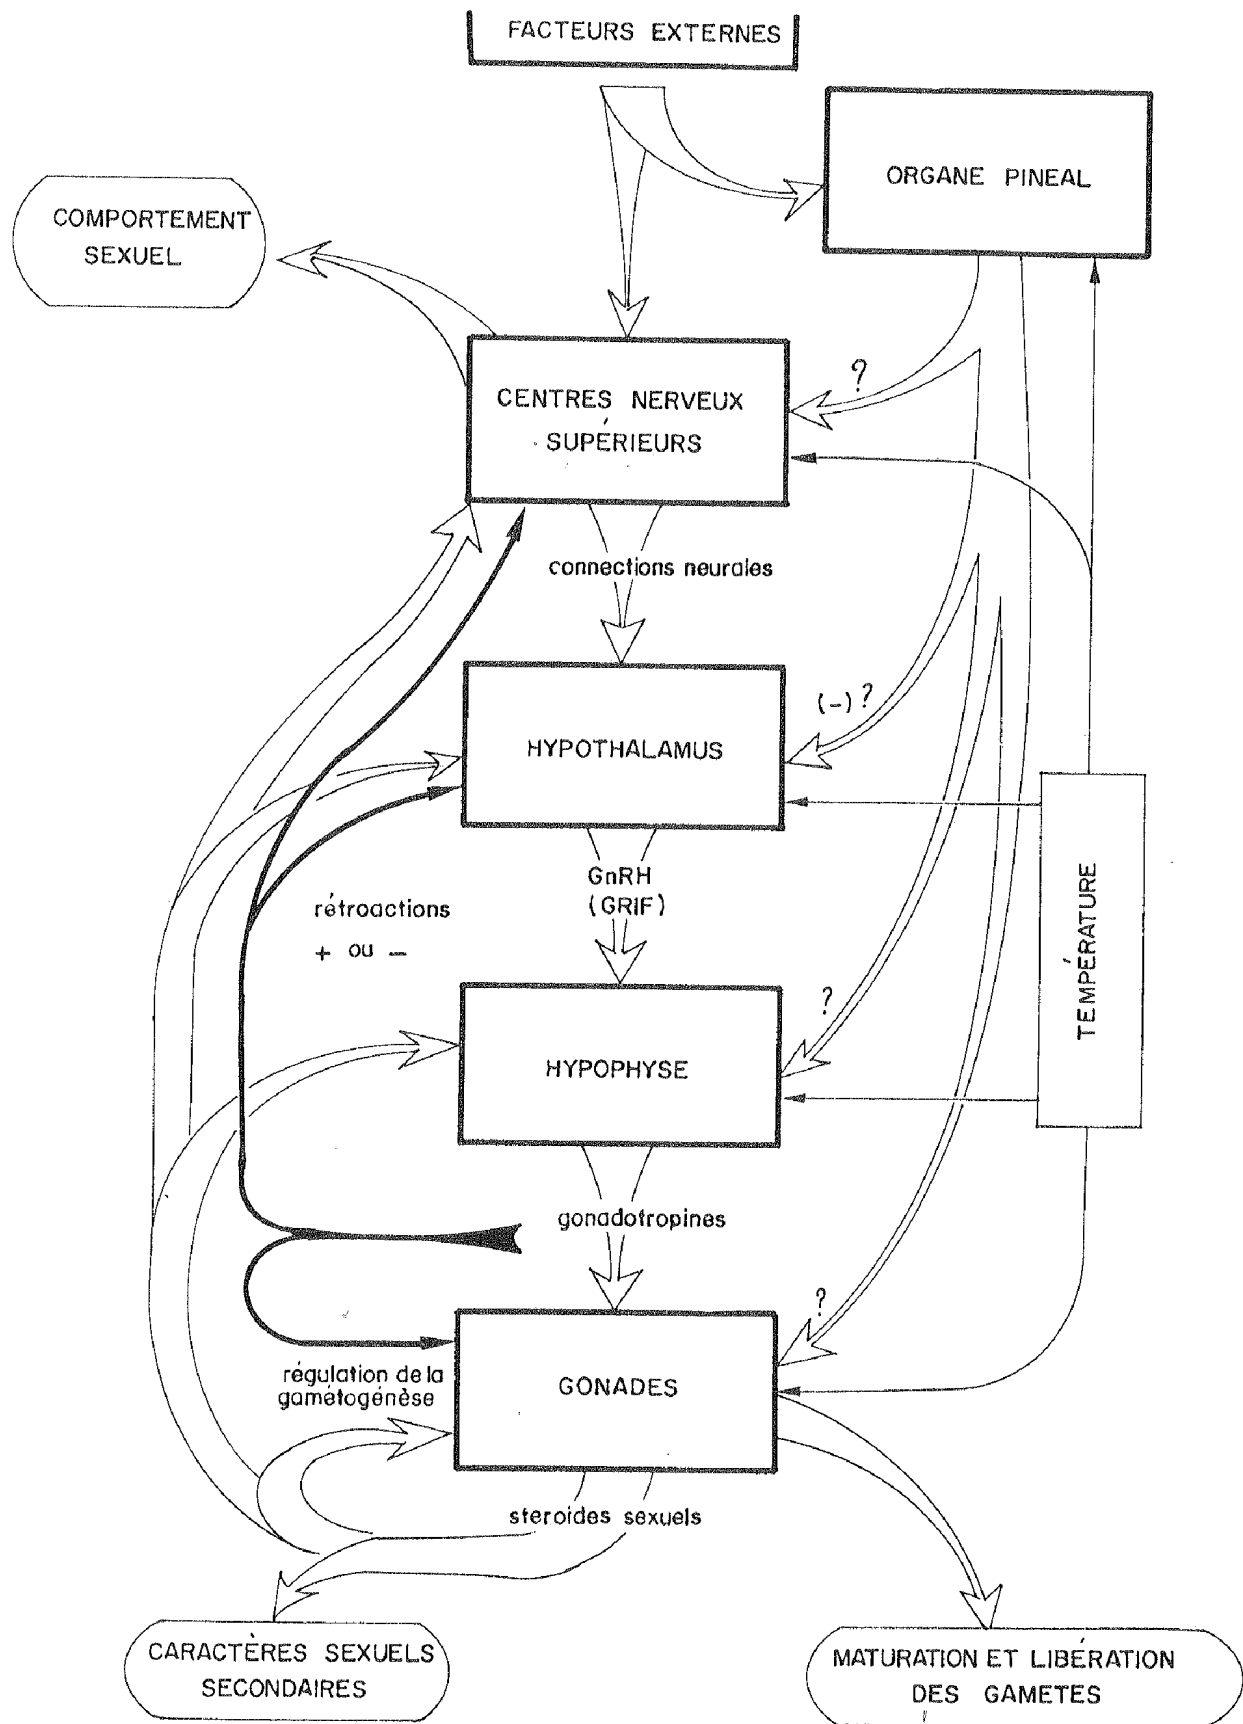 FACTEURS EXTERNES
ORGANE PINEAL
COMPORTEMENT
SEXUEL
?
CENTRES NERVEUX
SUPÉRIEURS
connections neurales
(-) ?
HYPOTHALAMUS
GnRH
(GRIF)
rétroactions
+ ou -
TEMPÉRATURE
?
HYPOPHYSE
gonadotropines
?
régulation de la
gamétogénèse
GONADES
steroides sexuels
CARACTÈRES SEXUELS
SECONDAIRES
MATURATION ET LIBÉRATION
DES GAMETES